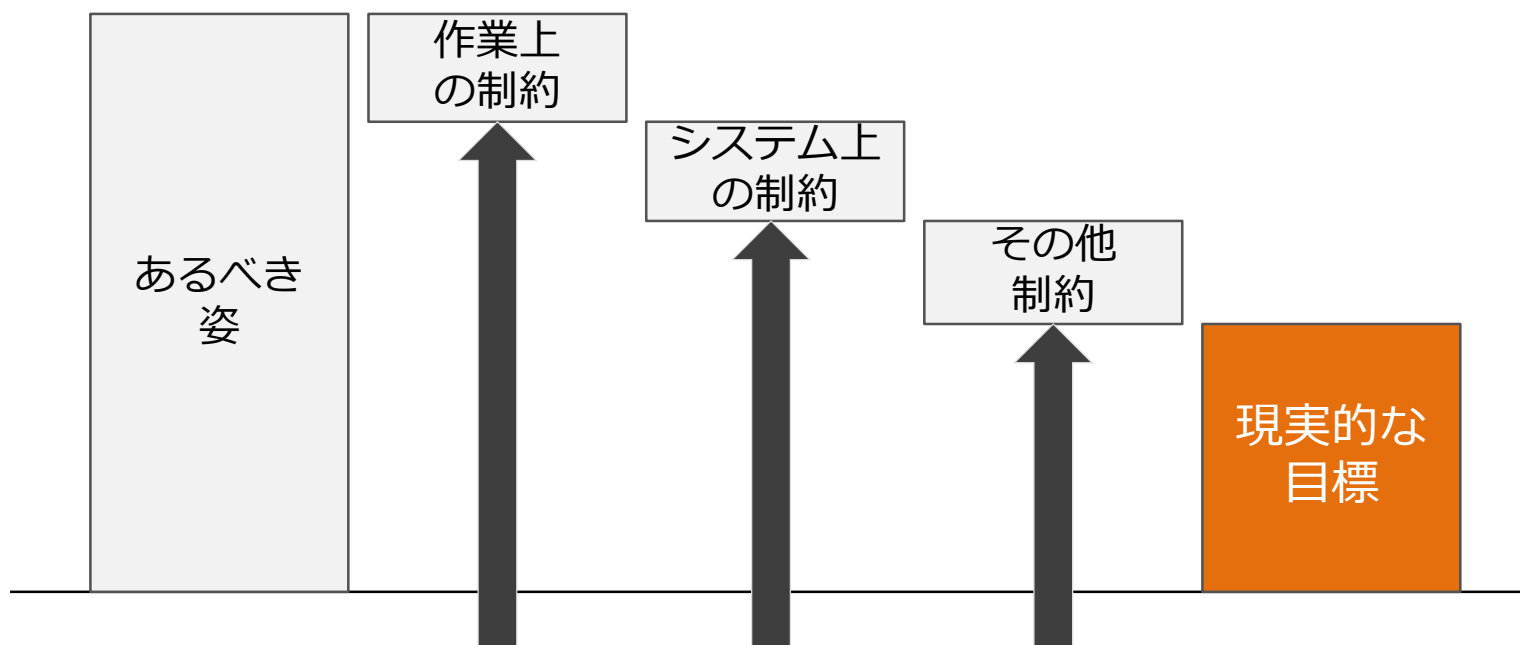 作業上
の制約
システム上
の制約
その他
制約
あるべき
姿
現実的な
目標